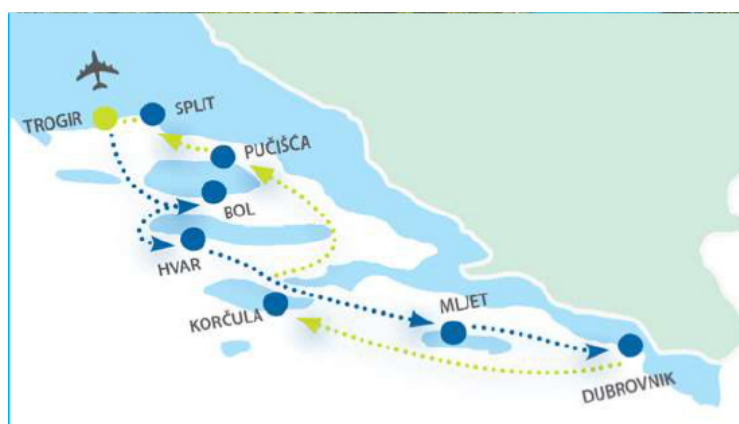 SPLIT
TROGIR
PUČIŠĆA
BOL
HVAR
KORČULA
MLJET
DUBROVNIK